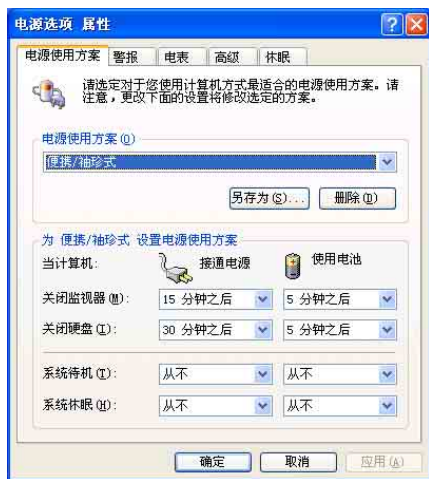 电源选项 属性
电源使用方案 警报 电表 高级 休眠
请选定对于您使用计算机方式最适合的电源使用方案。请
注意，更改下面的设置将修改选定的方案。
电源使用方案(O)
便携/袖珍式
另存为(S)... 删除(D)
为 便携/袖珍式 设置电源使用方案
当计算机: 接通电源 使用电池
关闭监视器(M): 15 分钟之后 5 分钟之后
关闭硬盘(I): 30 分钟之后 5 分钟之后
系统待机(T): 从不 从不
系统休眠(H): 从不 从不
确定 取消 应用(A)